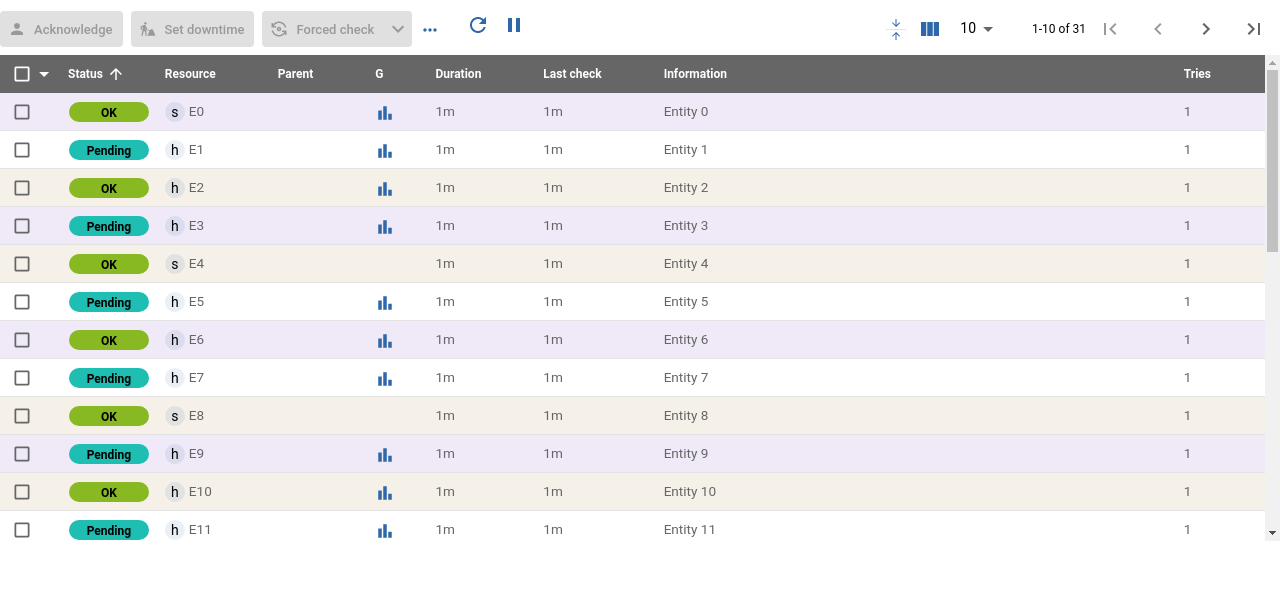 Acknowledge Set downtime Forced check 10 1-10 of 31
Status Resource Parent G Duration Last check Information Tries
OK s E0 1m 1m Entity 0 1
Pending h E1 1m 1m Entity 1 1
OK h E2 1m 1m Entity 2 1
Pending h E3 1m 1m Entity 3 1
OK s E4 1m 1m Entity 4 1
Pending h E5 1m 1m Entity 5 1
OK h E6 1m 1m Entity 6 1
Pending h E7 1m 1m Entity 7 1
OK s E8 1m 1m Entity 8 1
Pending h E9 1m 1m Entity 9 1
OK h E10 1m 1m Entity 10 1
Pending h E11 1m 1m Entity 11 1